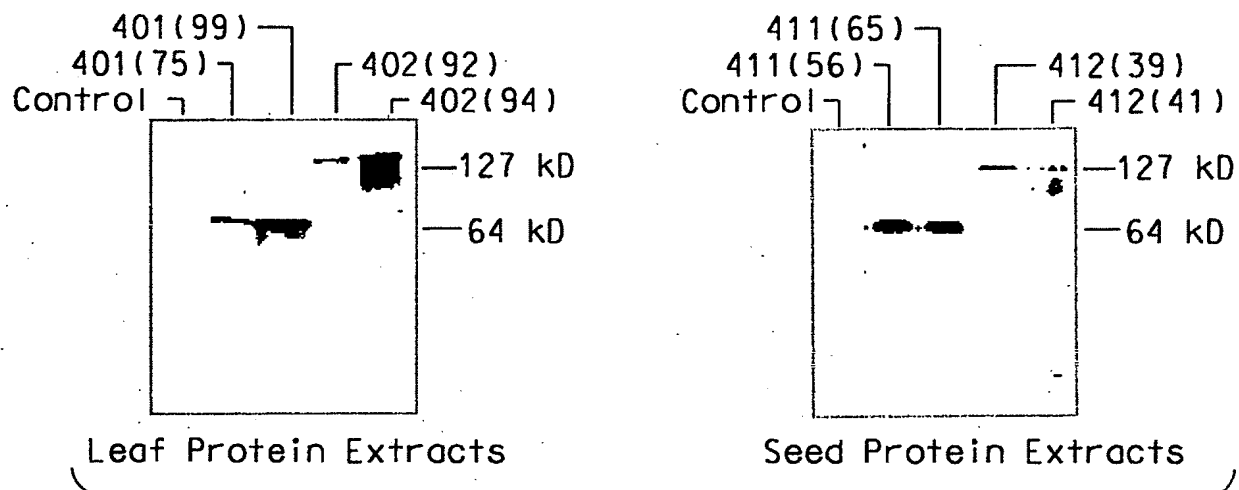 401(99)
401(75)
Control
402(92)
402(94)
127 kD
64 kD
Leaf Protein Extracts
411(65)
411(56)
Control
412(39)
412(41)
127 kD
64 kD
Seed Protein Extracts